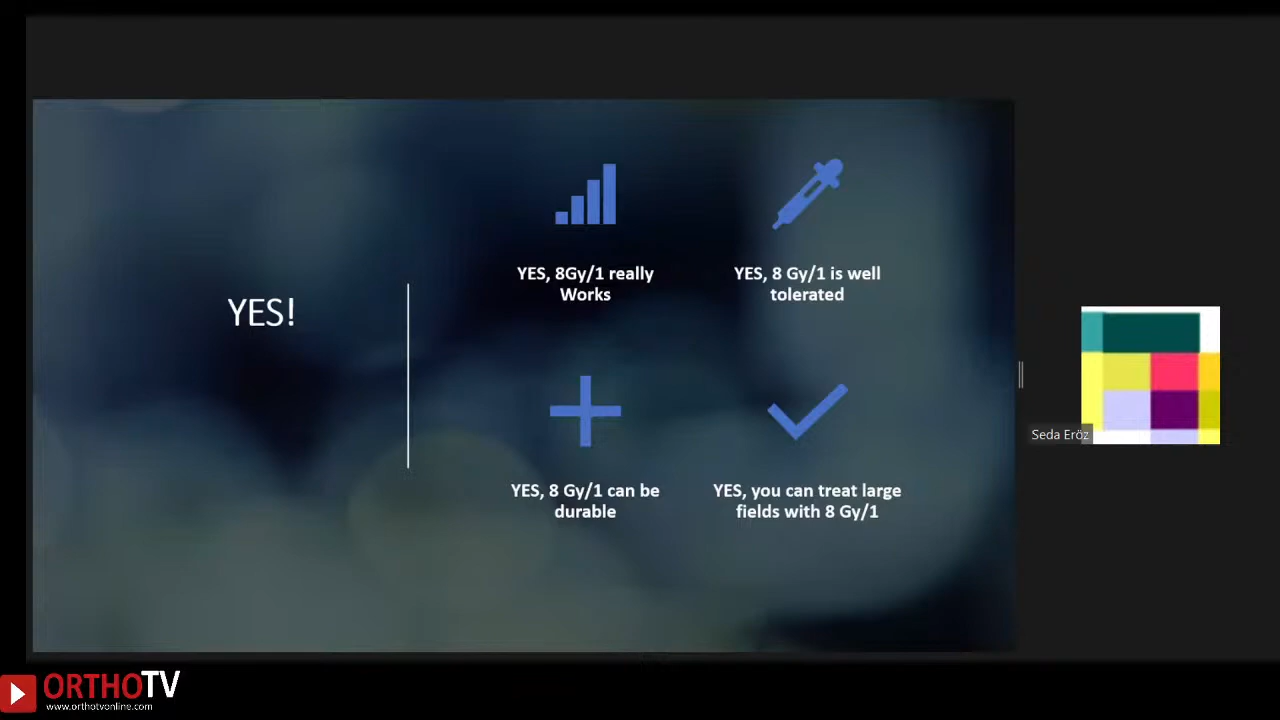 YES!
YES, 8Gy/1 really
Works
YES, 8 Gy/1 is well
tolerated
YES, 8 Gy/1 can be
durable
YES, you can treat large
fields with 8 Gy/1
Seda Eröz
ORTHOTV
www.orthotvonline.com